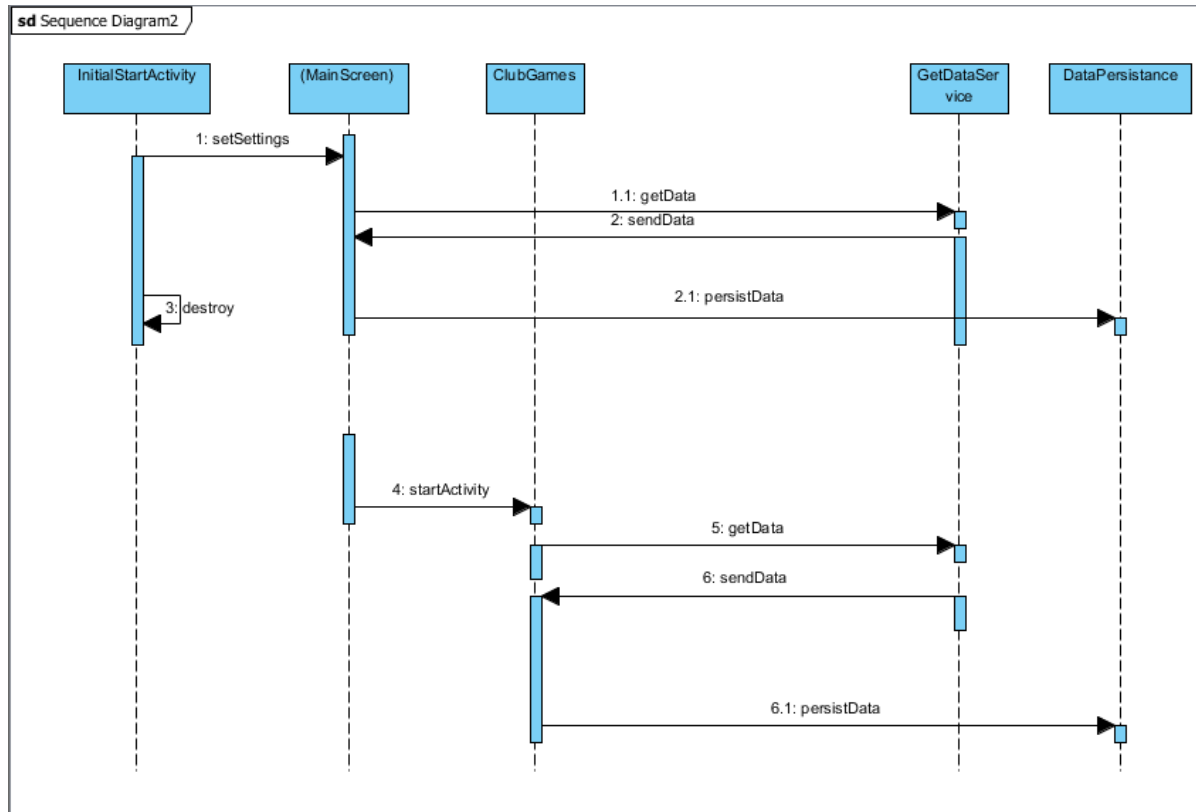 sd Sequence Diagram2
InitialStartActivity
(MainScreen)
ClubGames
GetDataSer
vice
DataPersistance
1: setSettings
1.1: getData
2: sendData
2.1: persistData
3: destroy
4: startActivity
5: getData
6: sendData
6.1: persistData